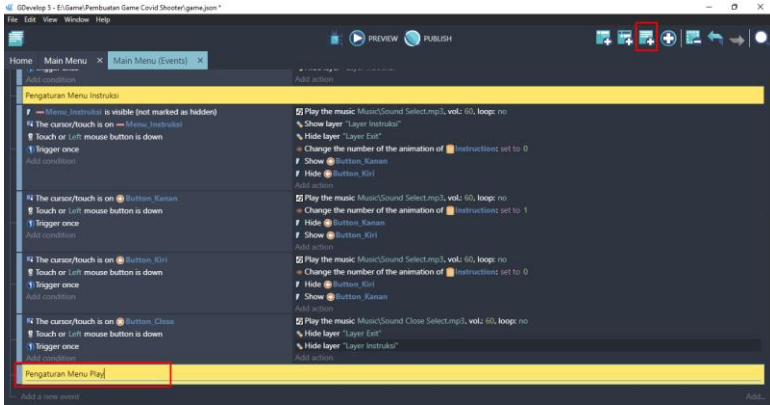 GDevelop 5 - E:\Game\Pembuatan Game Covid Shooter\game.json *
File Edit View Window Help
PREVIEW PUBLISH
Home Main Menu × Main Menu (Events) ×
Trigger once
Add condition Add action
Pengaturan Menu Instruksi
Menu_Instruksi is visible (not marked as hidden) Play the music Music\Sound Select.mp3, vol.: 60, loop: no
The cursor/touch is on Menu_Instruksi Show layer "Layer Instruksi"
Touch or Left mouse button is down Hide layer "Layer Exit"
Trigger once Change the number of the animation of Instruction: set to 0
Add condition Show Button_Kanan
Hide Button_Kiri
Add action
The cursor/touch is on Button_Kanan Play the music Music\Sound Select.mp3, vol.: 60, loop: no
Touch or Left mouse button is down Change the number of the animation of Instruction: set to 1
Trigger once Hide Button_Kanan
Add condition Show Button_Kiri
Add action
The cursor/touch is on Button_Kiri Play the music Music\Sound Select.mp3, vol.: 60, loop: no
Touch or Left mouse button is down Change the number of the animation of Instruction: set to 0
Trigger once Hide Button_Kiri
Add condition Show Button_Kanan
Add action
The cursor/touch is on Button_Close Play the music Music\Sound Close Select.mp3, vol.: 60, loop: no
Touch or Left mouse button is down Hide layer "Layer Exit"
Trigger once Hide layer "Layer Instruksi"
Add condition Add action
Pengaturan Menu Play
Add a new event Add...